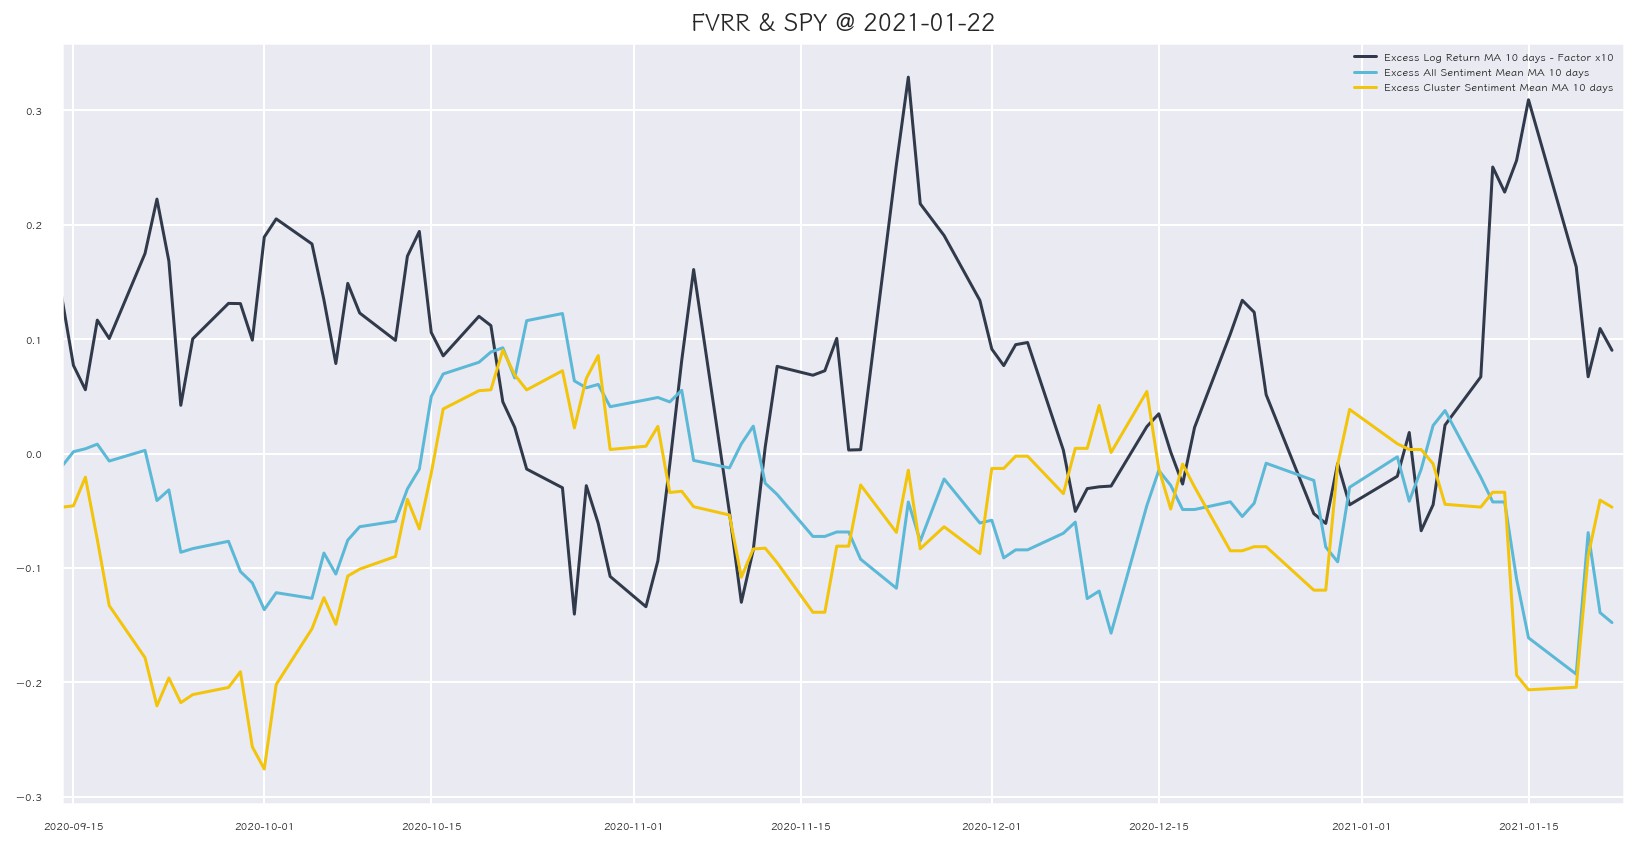 FVRR & SPY @ 2021-01-22
Excess Log Return MA 10 days - Factor x10
Excess All Sentiment Mean MA 10 days
Excess Cluster Sentiment Mean MA 10 days
0.3
0.2
0.1
0.0
−0.1
−0.2
−0.3
2020-09-15 2020-10-01 2020-10-15 2020-11-01 2020-11-15 2020-12-01 2020-12-15 2021-01-01 2021-01-15